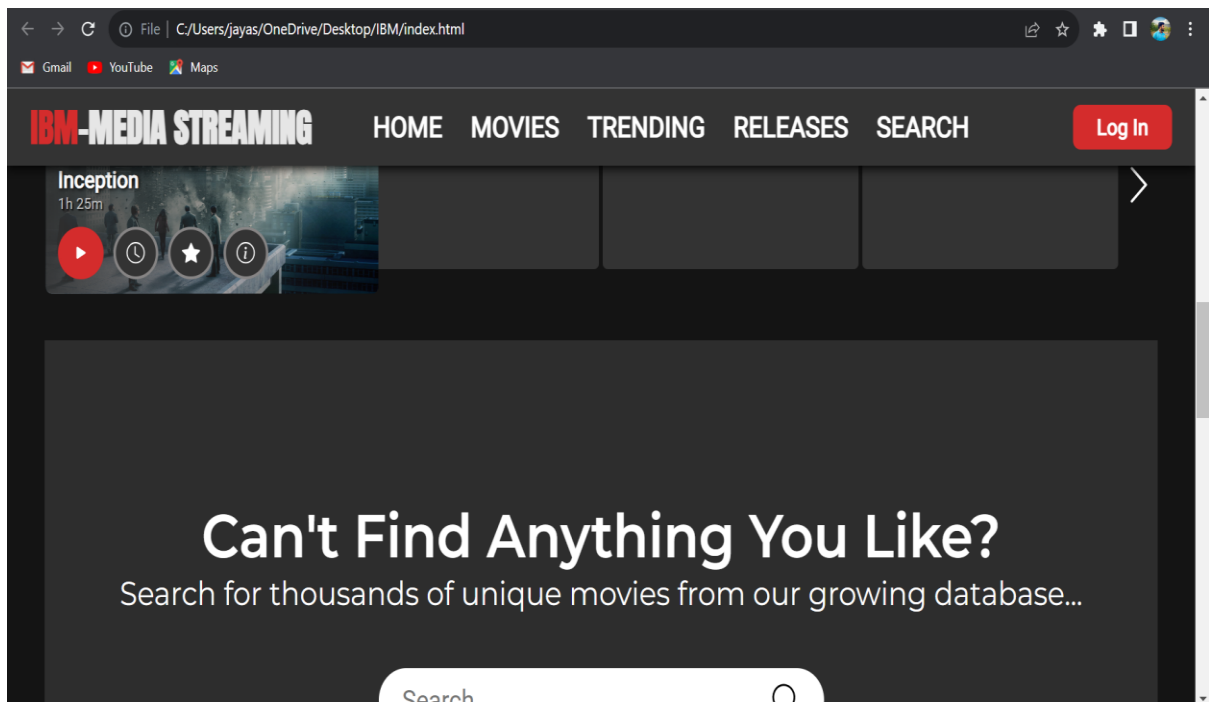 File | C:/Users/jayas/OneDrive/Desktop/IBM/index.html
Gmail YouTube Maps
IBM-MEDIA STREAMING HOME MOVIES TRENDING RELEASES SEARCH Log In
Inception
1h 25m
Can't Find Anything You Like?
Search for thousands of unique movies from our growing database...
Search